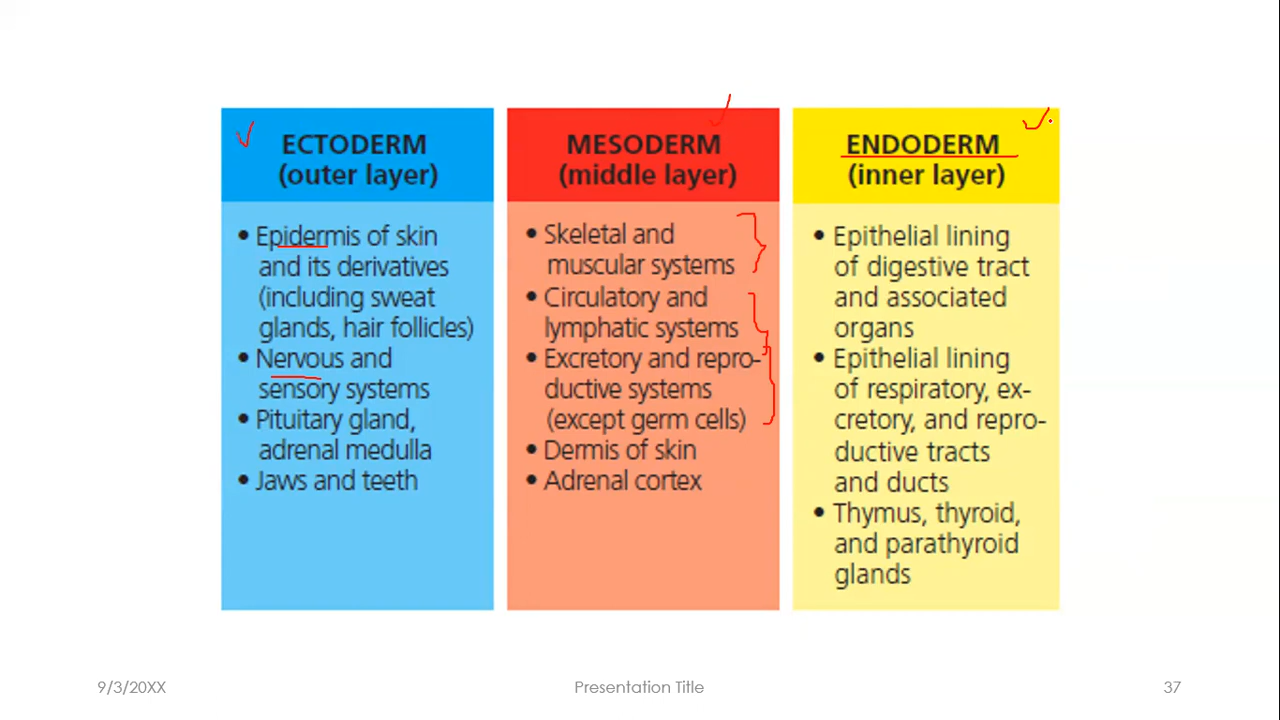 ECTODERM
(outer layer)
• Epidermis of skin
and its derivatives
(including sweat
glands, hair follicles)
• Nervous and
sensory systems
• Pituitary gland,
adrenal medulla
• Jaws and teeth
MESODERM
(middle layer)
• Skeletal and
muscular systems
• Circulatory and
lymphatic systems
• Excretory and repro-
ductive systems
(except germ cells)
• Dermis of skin
• Adrenal cortex
ENDODERM
(inner layer)
• Epithelial lining
of digestive tract
and associated
organs
• Epithelial lining
of respiratory, ex-
cretory, and repro-
ductive tracts
and ducts
• Thymus, thyroid,
and parathyroid
glands
9/3/20XX
Presentation Title
37